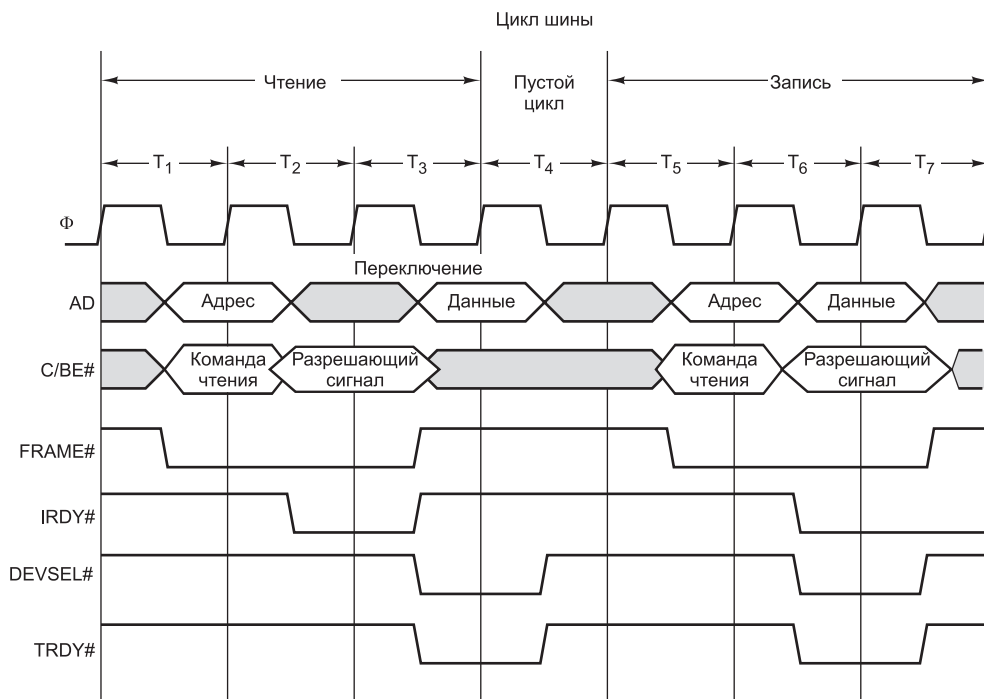 Цикл шины
Чтение
Пустой
цикл
Запись
T1
T2
T3
T4
T5
T6
T7
Φ
Переключение
AD
Адрес
Данные
Адрес
Данные
C/BE#
Команда
чтения
Разрешающий
сигнал
Команда
чтения
Разрешающий
сигнал
FRAME#
IRDY#
DEVSEL#
TRDY#